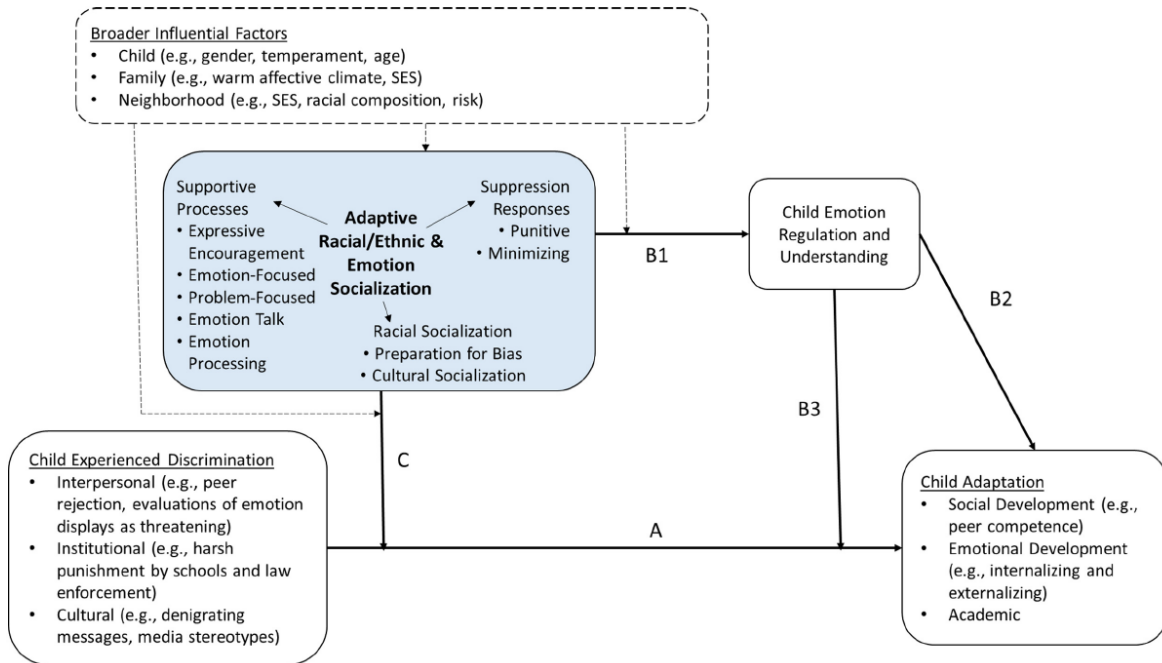 Broader Influential Factors
• Child (e.g., gender, temperament, age)
• Family (e.g., warm affective climate, SES)
• Neighborhood (e.g., SES, racial composition, risk)
Supportive
Processes
• Expressive
Encouragement
• Emotion-Focused
• Problem-Focused
• Emotion Talk
• Emotion
Processing
Adaptive
Racial/Ethnic &
Emotion
Socialization
Suppression
Responses
• Punitive
• Minimizing
Racial Socialization
• Preparation for Bias
• Cultural Socialization
B1
Child Emotion
Regulation and
Understanding
B2
B3
C
A
Child Experienced Discrimination
• Interpersonal (e.g., peer
rejection, evaluations of emotion
displays as threatening)
• Institutional (e.g., harsh
punishment by schools and law
enforcement)
• Cultural (e.g., denigrating
messages, media stereotypes)
Child Adaptation
• Social Development (e.g.,
peer competence)
• Emotional Development
(e.g., internalizing and
externalizing)
• Academic